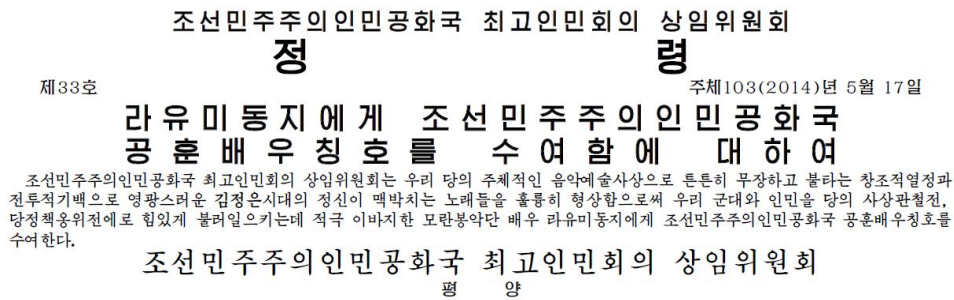 조선민주주의인민공화국 최고인민회의 상임위원회
정 령
제33호 주체103(2014)년 5월 17일
라유미동지에게 조선민주주의인민공화국
공훈배우칭호를 수여함에 대하여
조선민주주의인민공화국 최고인민회의 상임위원회는 우리 당의 주체적인 음악예술사상으로 튼튼히 무장하고 불타는 창조적열정과
전투적기백으로 영광스러운 김정은시대의 정신이 맥박치는 노래들을 훌륭히 형상함으로써 우리 군대와 인민을 당의 사상관철전,
당정책옹위전에로 힘있게 불러일으키는데 적극 이바지한 모란봉악단 배우 라유미동지에게 조선민주주의인민공화국 공훈배우칭호를
수여한다.
조선민주주의인민공화국 최고인민회의 상임위원회
평 양